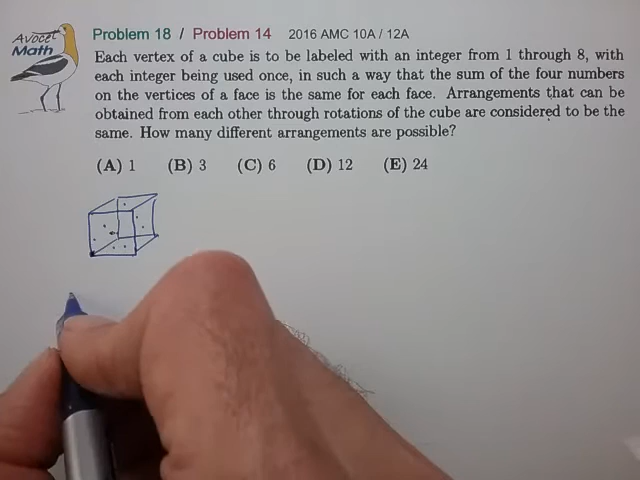 Avocet
Math
Problem 18 / Problem 14 2016 AMC 10A / 12A
Each vertex of a cube is to be labeled with an integer from 1 through 8, with
each integer being used once, in such a way that the sum of the four numbers
on the vertices of a face is the same for each face. Arrangements that can be
obtained from each other through rotations of the cube are considered to be the
same. How many different arrangements are possible?
(A) 1 (B) 3 (C) 6 (D) 12 (E) 24